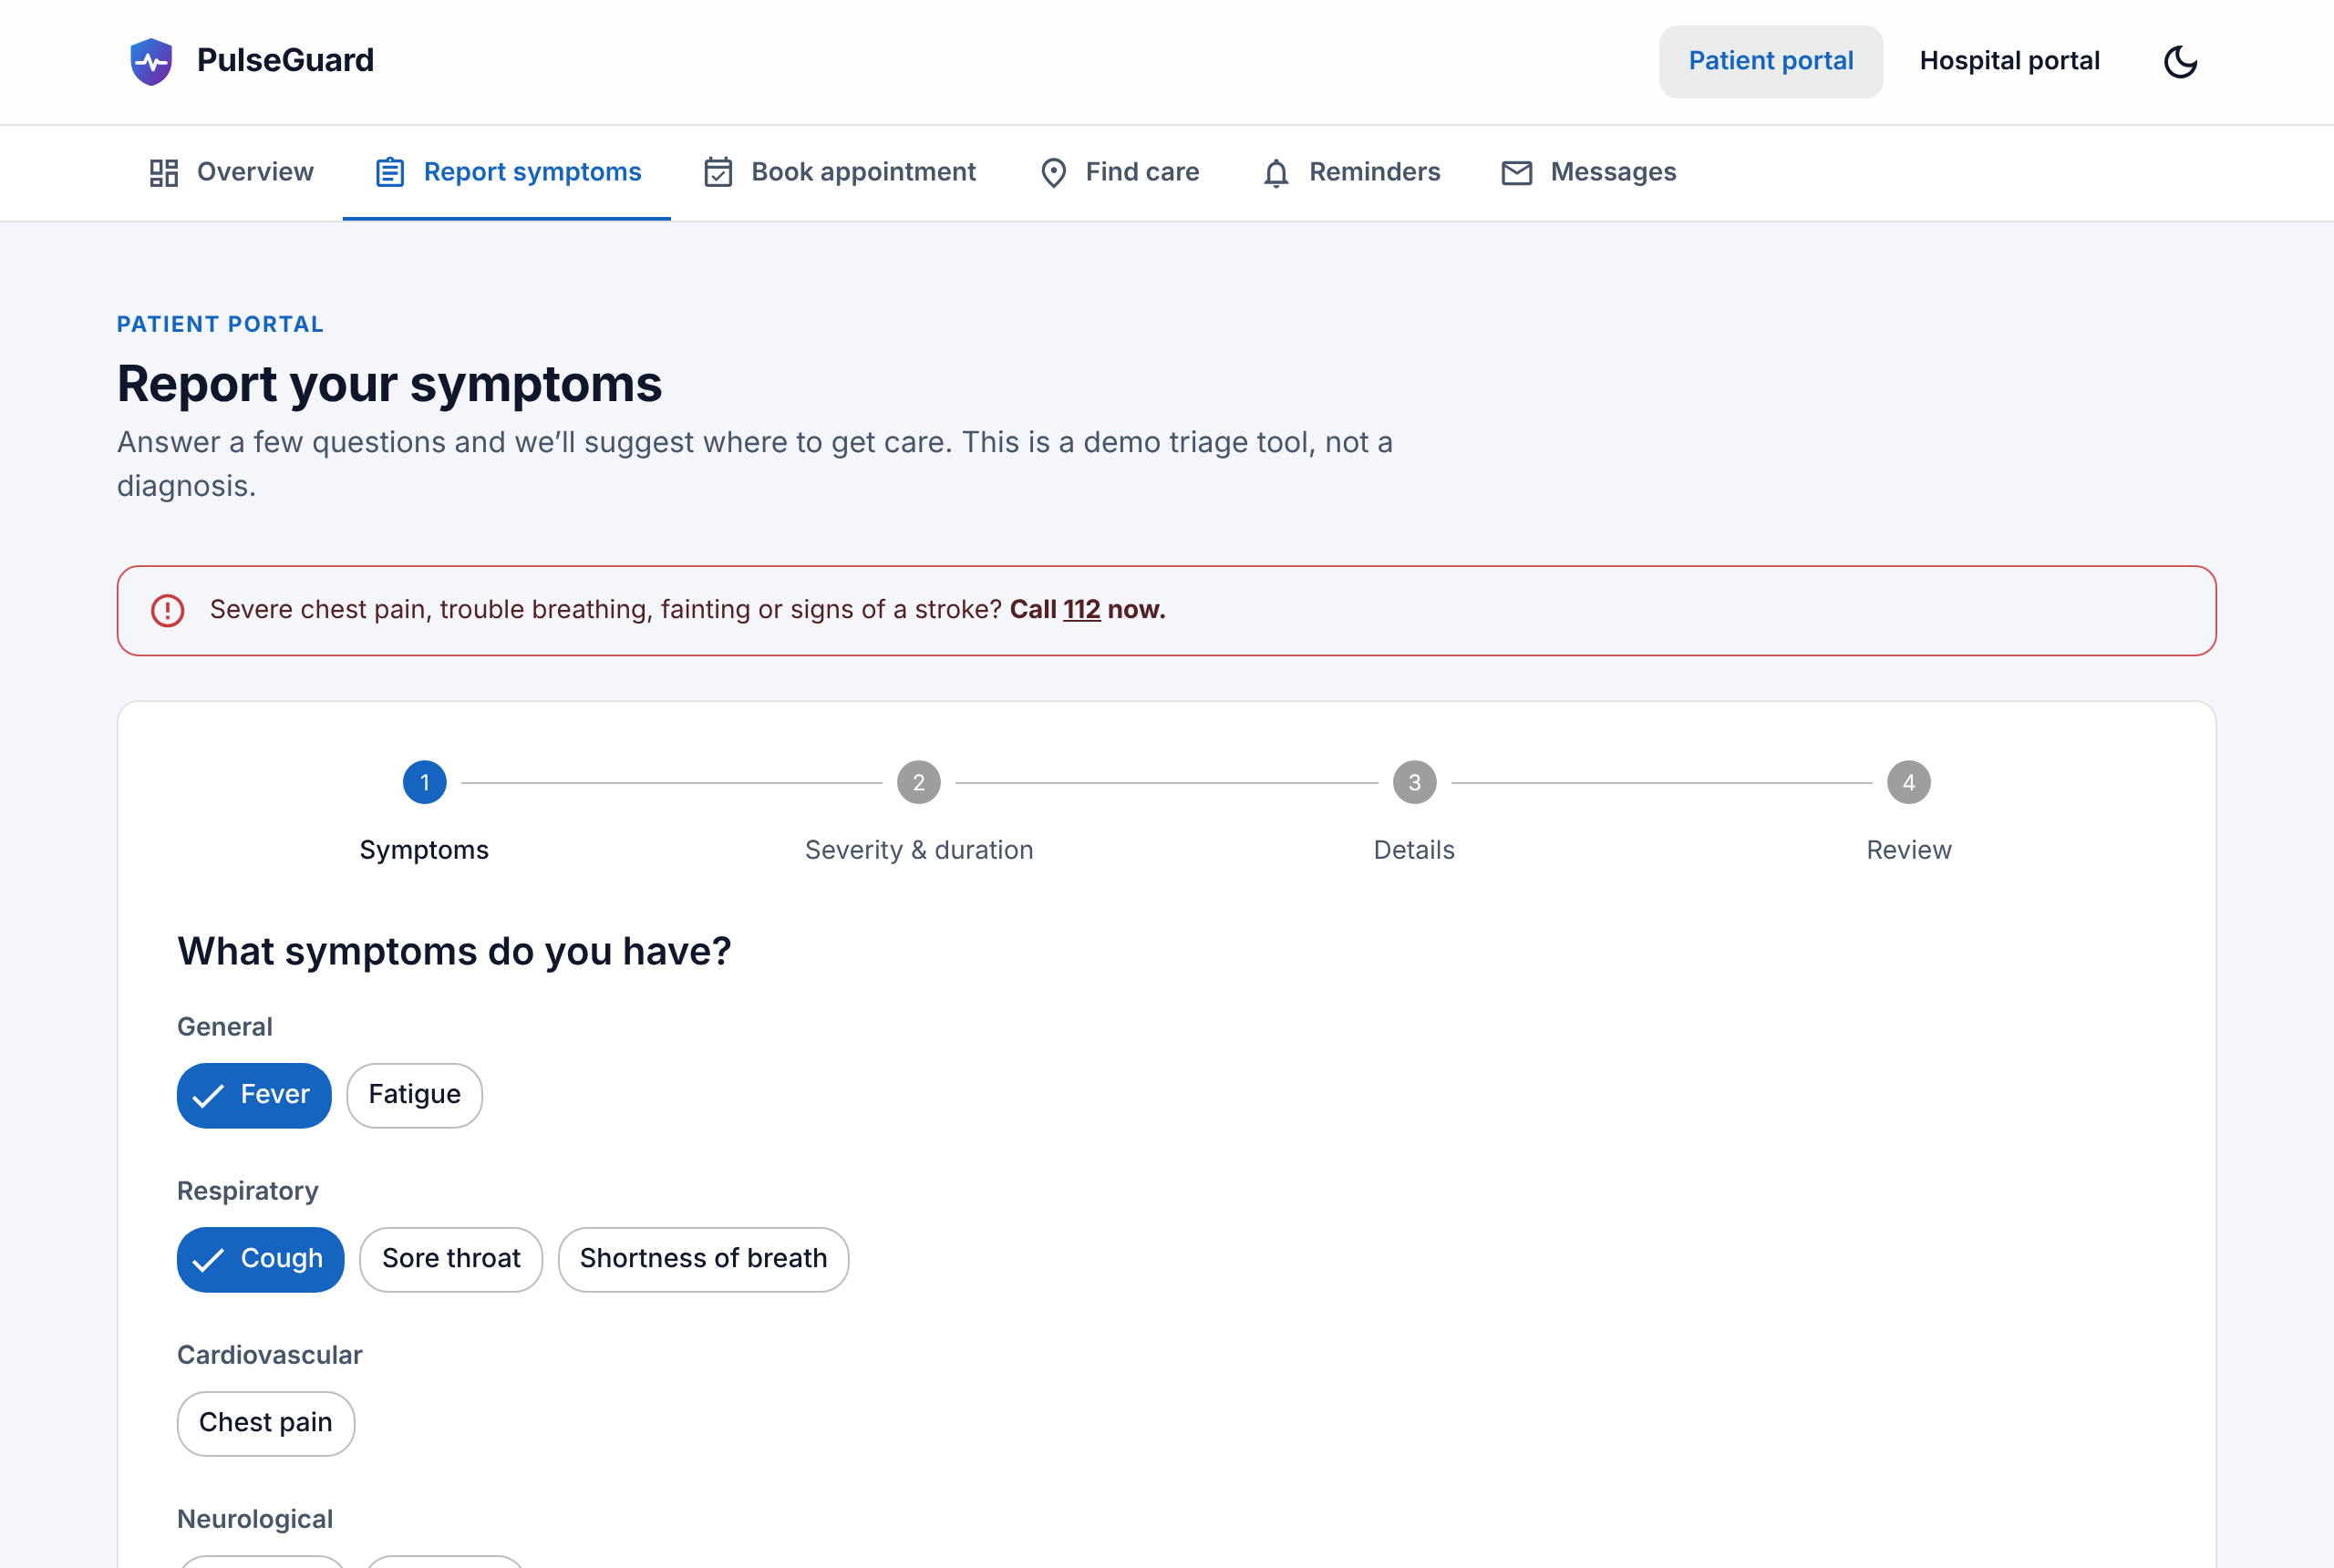 PulseGuard
Patient portal
Hospital portal
Overview
Report symptoms
Book appointment
Find care
Reminders
Messages
PATIENT PORTAL
Report your symptoms
Answer a few questions and we’ll suggest where to get care. This is a demo triage tool, not a
diagnosis.
Severe chest pain, trouble breathing, fainting or signs of a stroke? Call 112 now.
1
2
3
4
Symptoms
Severity & duration
Details
Review
What symptoms do you have?
General
Fever
Fatigue
Respiratory
Cough
Sore throat
Shortness of breath
Cardiovascular
Chest pain
Neurological